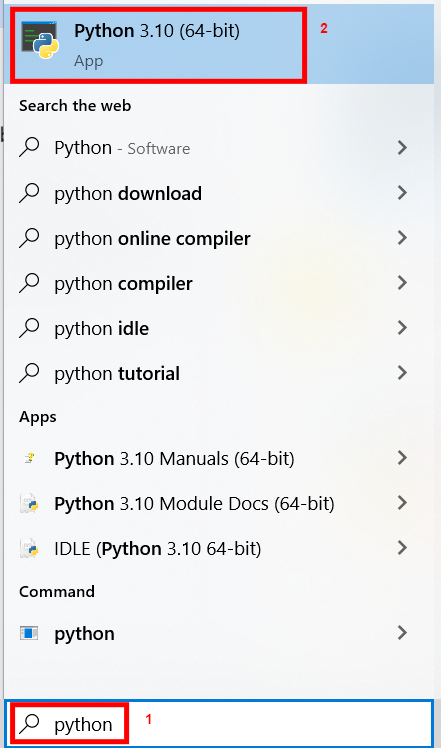 Python 3.10 (64-bit)
2
App
Search the web
Python - Software
python download
python online compiler
python compiler
python idle
python tutorial
Apps
Python 3.10 Manuals (64-bit)
Python 3.10 Module Docs (64-bit)
IDLE (Python 3.10 64-bit)
Command
python
python
1